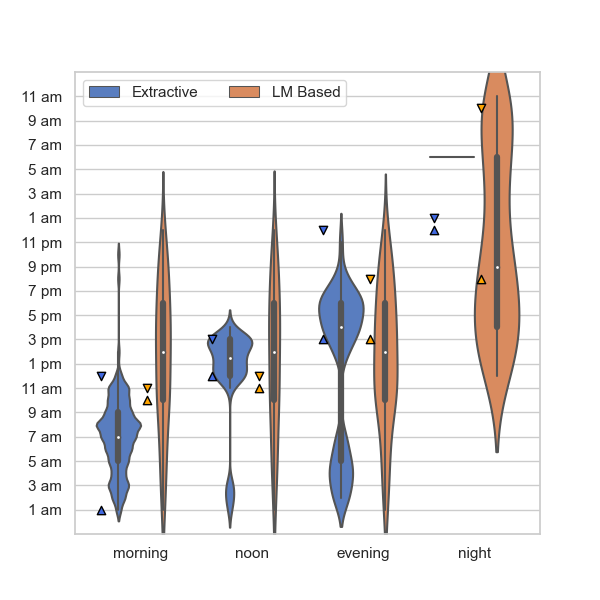 Extractive LM Based
11 am
9 am
7 am
5 am
3 am
1 am
11 pm
9 pm
7 pm
5 pm
3 pm
1 pm
11 am
9 am
7 am
5 am
3 am
1 am
morning noon evening night